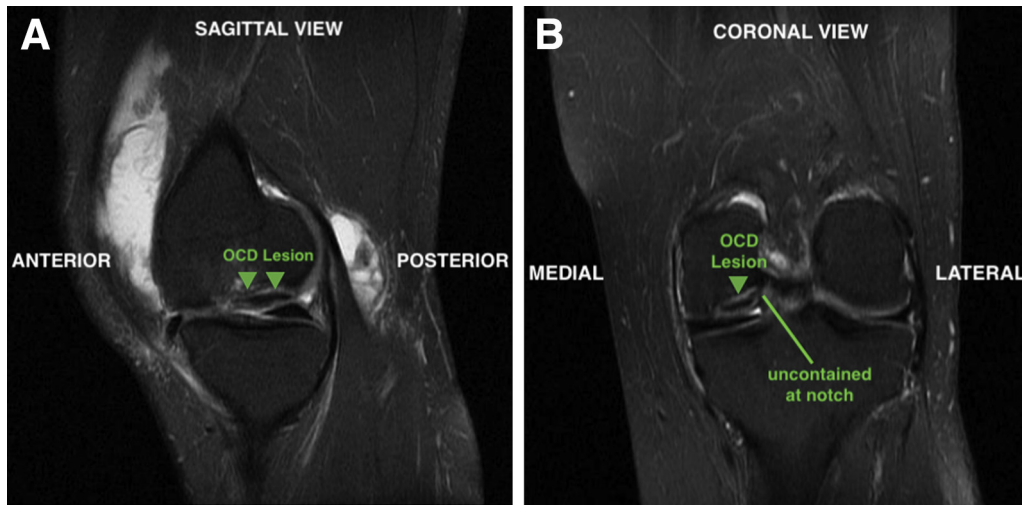 A
SAGITTAL VIEW
OCD Lesion
ANTERIOR
POSTERIOR
B
CORONAL VIEW
OCD
Lesion
MEDIAL
LATERAL
uncontained
at notch